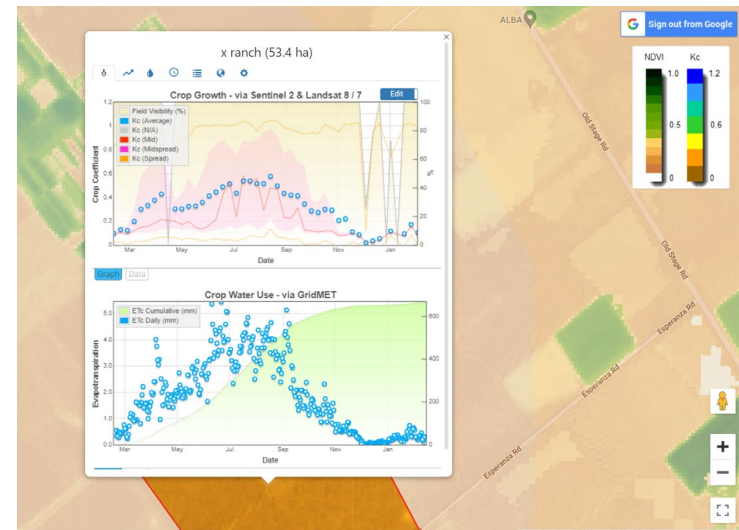 ALBA
Sign out from Google
x ranch (53.4 ha)
Crop Growth - via Sentinel 2 & Landsat 8 / 7
Edit
Field Visibility (%)
Kc (Average)
Kc (N/A)
Kc (Mid)
Kc (Midspread)
Kc (Spread)
1.2
1
0.8
0.6
0.4
0.2
0
100
80
60
40
20
0
Crop Coefficient
%
Mar
May
Jul
Sep
Nov
Jan
Date
Graph
Data
Crop Water Use - via GridMET
ETc Cumulative (mm)
ETc Daily (mm)
5.0
4.0
3.0
2.0
1.0
0.0
600
400
200
0
Evapotranspiration
Mar
May
Jul
Sep
Nov
Jan
Date
NDVI
Kc
1.0
1.2
0.5
0.6
0
0
Old Stage Rd
Old Stage Rd
Esperanza Rd
Esperanza Rd
Esperanza Rd